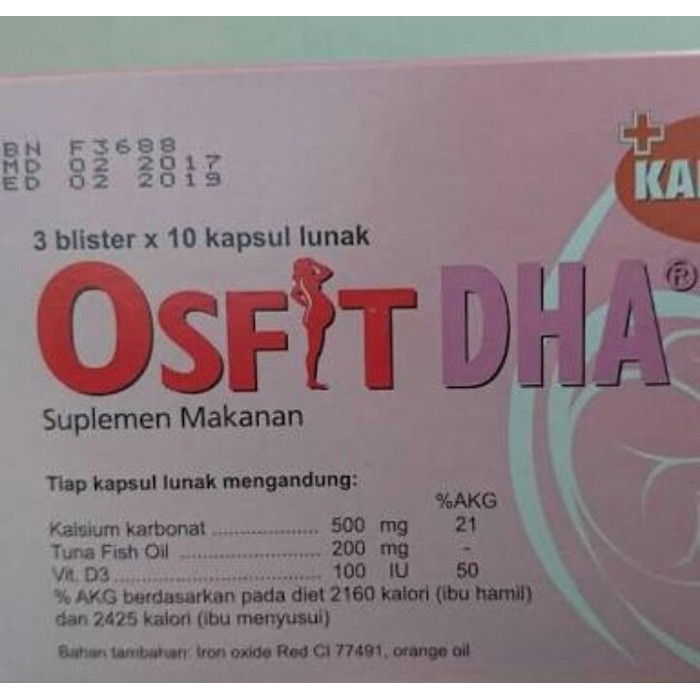 BN F3688
MD 02 2017
ED 02 2019
KA
3 blister x 10 kapsul lunak
OSFIT DHA®
Suplemen Makanan
Tiap kapsul lunak mengandung:
%AKG
Kalsium karbonat .................... 500 mg 21
Tuna Fish Oil ......................... 200 mg -
Vit. D3 .................................... 100 IU 50
% AKG berdasarkan pada diet 2160 kalori (ibu hamil)
dan 2425 kalori (ibu menyusui)
Bahan tambahan: Iron oxide Red CI 77491, orange oil